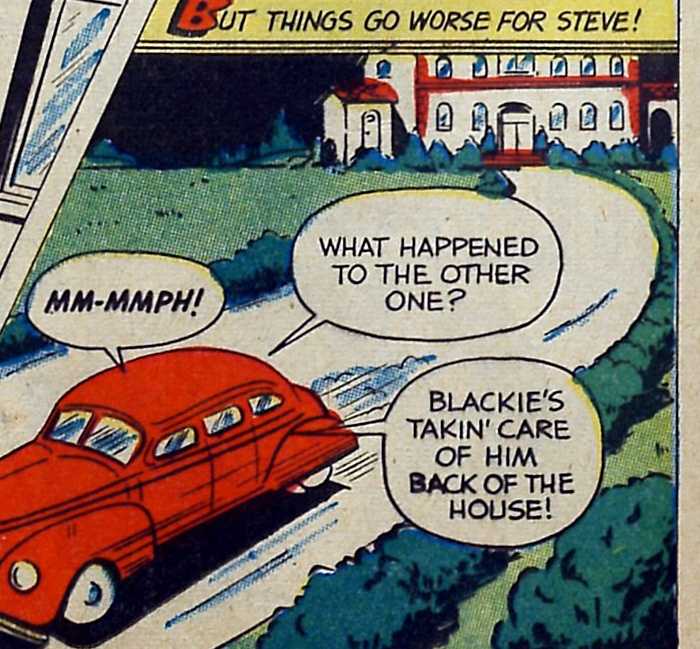 BUT THINGS GO WORSE FOR STEVE!
MM-MMPH!
WHAT HAPPENED
TO THE OTHER
ONE?
BLACKIE'S
TAKIN' CARE
OF HIM
BACK OF THE
HOUSE!